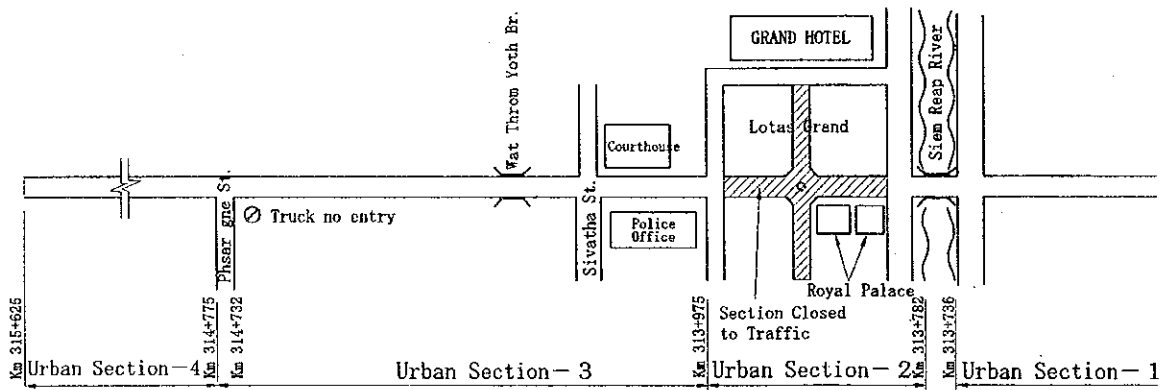 GRAND HOTEL
Siem Reap River
Wat Throm Yoth Br.
Lotas Grand
Courthouse
Phsar gne St.
Truck no entry
Sivatha St.
Police
Office
Royal Palace
Section Closed
to Traffic
Km 315+625
Km 314+775
Km 314+732
Km 313+975
Km 313+782
Km 313+736
Urban Section-4
Urban Section-3
Urban Section-2
Urban Section-1